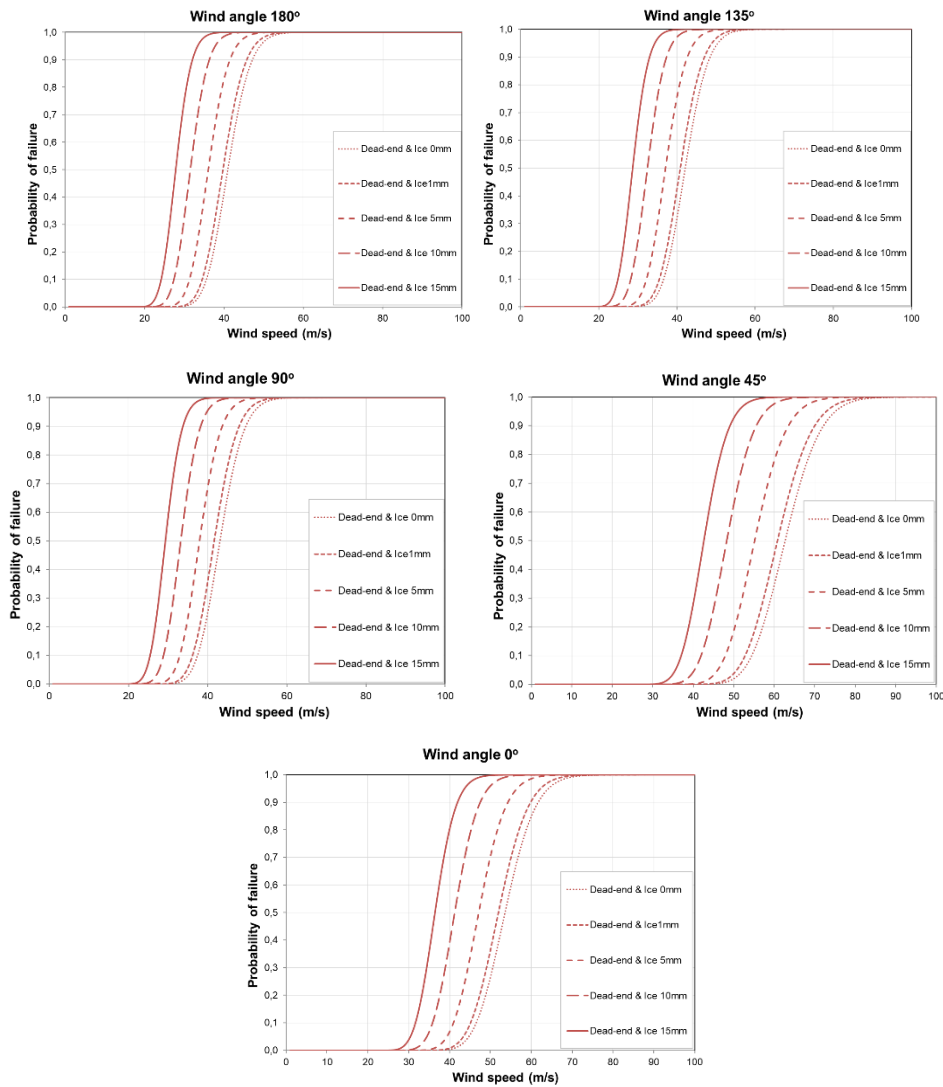 Wind angle 180º
Probability of failure
1,0
0,9
0,8
0,7
0,6
0,5
0,4
0,3
0,2
0,1
0,0
Dead-end & Ice 0mm
Dead-end & Ice1mm
Dead-end & Ice 5mm
Dead-end & Ice 10mm
Dead-end & Ice 15mm
0 20 40 60 80 100
Wind speed (m/s)
Wind angle 135º
Probability of failure
1,0
0,9
0,8
0,7
0,6
0,5
0,4
0,3
0,2
0,1
0,0
Dead-end & Ice 0mm
Dead-end & Ice1mm
Dead-end & Ice 5mm
Dead-end & Ice 10mm
Dead-end & Ice 15mm
0 20 40 60 80 100
Wind speed (m/s)
Wind angle 90º
Probability of failure
1,0
0,9
0,8
0,7
0,6
0,5
0,4
0,3
0,2
0,1
0,0
Dead-end & Ice 0mm
Dead-end & Ice1mm
Dead-end & Ice 5mm
Dead-end & Ice 10mm
Dead-end & Ice 15mm
0 20 40 60 80 100
Wind speed (m/s)
Wind angle 45º
Probability of failure
1,0
0,9
0,8
0,7
0,6
0,5
0,4
0,3
0,2
0,1
0,0
Dead-end & Ice 0mm
Dead-end & Ice1mm
Dead-end & Ice 5mm
Dead-end & Ice 10mm
Dead-end & Ice 15mm
0 10 20 30 40 50 60 70 80 90 100
Wind speed (m/s)
Wind angle 0º
Probability of failure
1,0
0,9
0,8
0,7
0,6
0,5
0,4
0,3
0,2
0,1
0,0
Dead-end & Ice 0mm
Dead-end & Ice1mm
Dead-end & Ice 5mm
Dead-end & Ice 10mm
Dead-end & Ice 15mm
0 10 20 30 40 50 60 70 80 90 100
Wind speed (m/s)